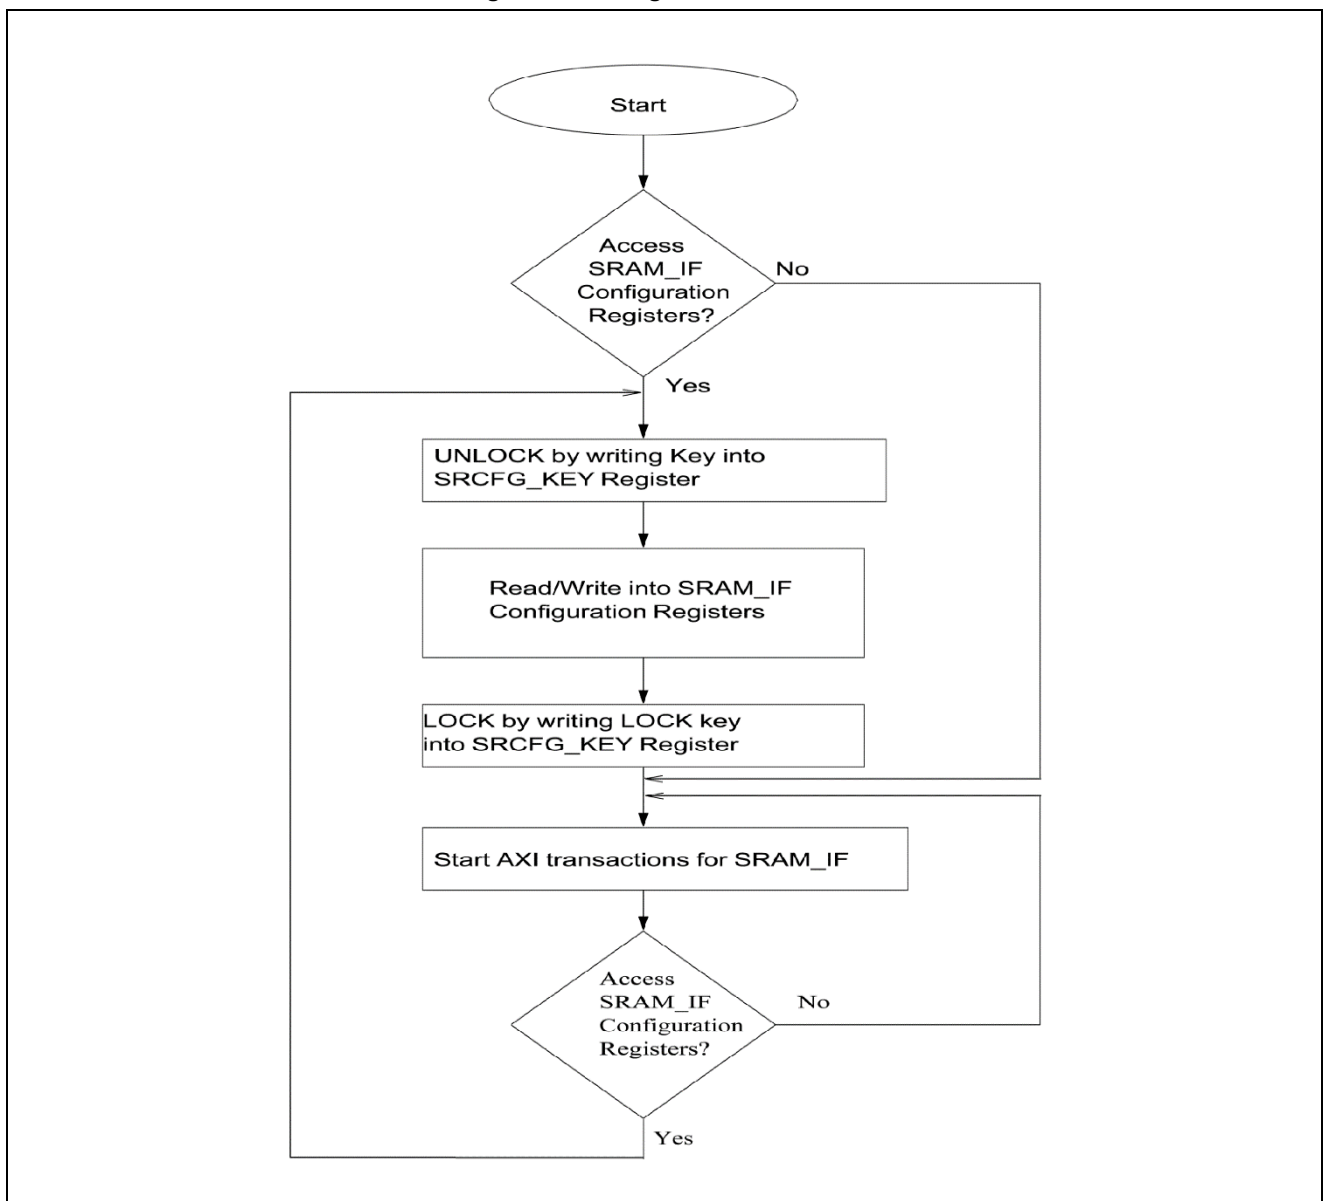 Start
Access
SRAM_IF
Configuration
Registers?
No
Yes
UNLOCK by writing Key into
SRCFG_KEY Register
Read/Write into SRAM_IF
Configuration Registers
LOCK by writing LOCK key
into SRCFG_KEY Register
Start AXI transactions for SRAM_IF
Access
SRAM_IF
Configuration
Registers?
No
Yes